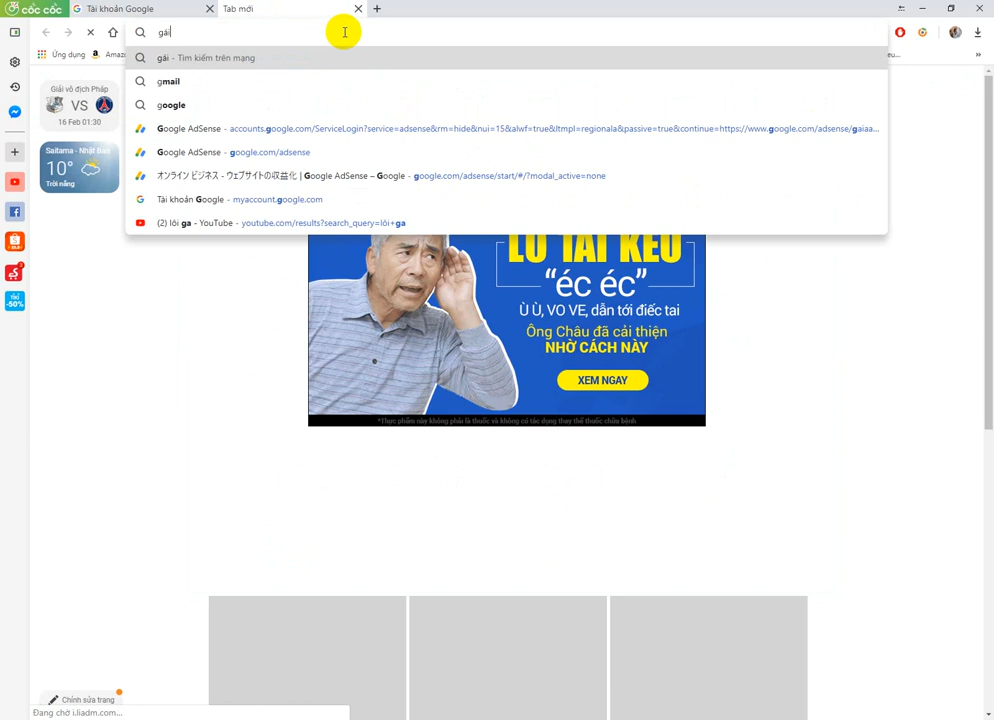 cốc cốc
Tài khoản Google
Tab mới
gái
Ứng dụng
gái - Tìm kiếm trên mạng
gmail
google
Google AdSense - accounts.google.com/ServiceLogin?service=adsense&rm=hide&nui=15&alwf=true&ltmpl=regionala&passive=true&continue=https://www.google.com/adsense/gaiaa...
Google AdSense - google.com/adsense
オンライン ビジネス - ウェブサイトの収益化 | Google AdSense – Google - google.com/adsense/start/#/?modal_active=none
Tài khoản Google - myaccount.google.com
(2) lôi ga - YouTube - youtube.com/results?search_query=lôi+ga
Giải vô địch Pháp
VS
16 Feb 01:30
Saitama - Nhật Bản
10°
Trời nắng
TIKI
-50%
LỖ TAI KÊU
“éc éc”
Ù Ù, VO VE, dẫn tới điếc tai
Ông Châu đã cải thiện
NHỜ CÁCH NÀY
XEM NGAY
*Thực phẩm này không phải là thuốc và không có tác dụng thay thế thuốc chữa bệnh
Chỉnh sửa trang
Đang chờ i.liadm.com...